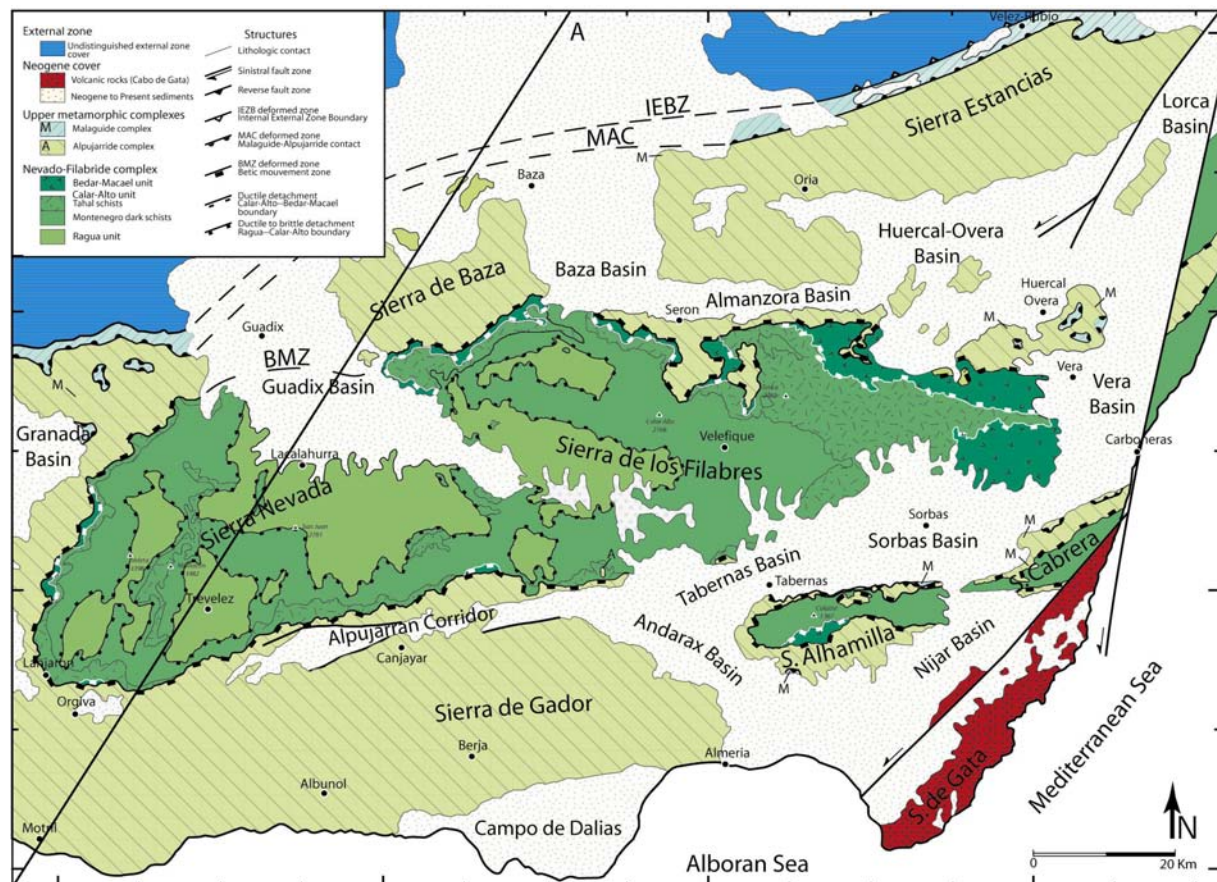 External zone
Undistinguished external zone
cover
Neogene cover
Volcanic rocks (Cabo de Gata)
Neogene to Present sediments
Upper metamorphic complexes
M
Malaguide complex
A
Alpujarride complex
Nevado-Filabride complex
Bedar-Macael unit
Calar-Alto unit
Tahal schists
Montenegro dark schists
Ragua unit
Structures
Lithologic contact
Sinistral fault zone
Reverse fault zone
IEZB deformed zone
Internal External Zone Boundary
MAC deformed zone
Malaguide-Alpujarride contact
BMZ deformed zone
Betic mouvement zone
Ductile detachment
Calar-Alto--Bedar-Macael
boundary
Ductile to brittle detachment
Ragua--Calar-Alto boundary
A
Velez-Rubio
IEBZ
MAC
M
Sierra Estancias
Lorca
Basin
Baza
Oria
Huercal-Overa
Basin
Sierra de Baza
Baza Basin
Almanzora Basin
Seron
Huercal
Overa
M
M
M
Guadix
BMZ
Guadix Basin
M
Vera
Vera
Basin
Granada
Basin
Carboneras
Lacalahurra
Velefique
Sierra de los Filabres
Sierra Nevada
Sorbas
Sorbas Basin
M
M
Cabrera
Tabernas Basin
Tabernas
Trevelez
Alpujarran Corridor
Canjayar
Andarax Basin
S. Alhamilla
M
Nijar Basin
Lanjaron
Orgiva
Sierra de Gador
Berja
Almeria
Albunol
Motril
Campo de Dalias
S. de Gata
Mediterranean Sea
Alboran Sea
N
0
20 Km